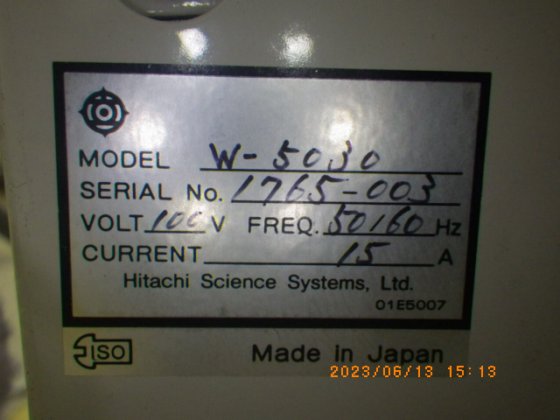 MODEL W-5030
SERIAL No. 1765-003
VOLT 100 V FREQ. 50/60 Hz
CURRENT 15 A
Hitachi Science Systems, Ltd.
01E5007
ISO Made in Japan
2023/06/13 15:13